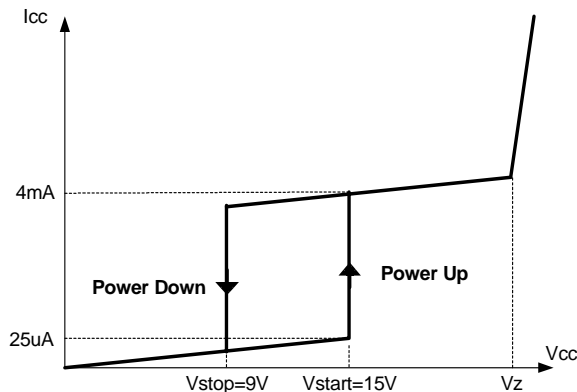 Icc
4mA
Power Down
Power Up
25uA
Vcc
Vstop=9V
Vstart=15V
Vz